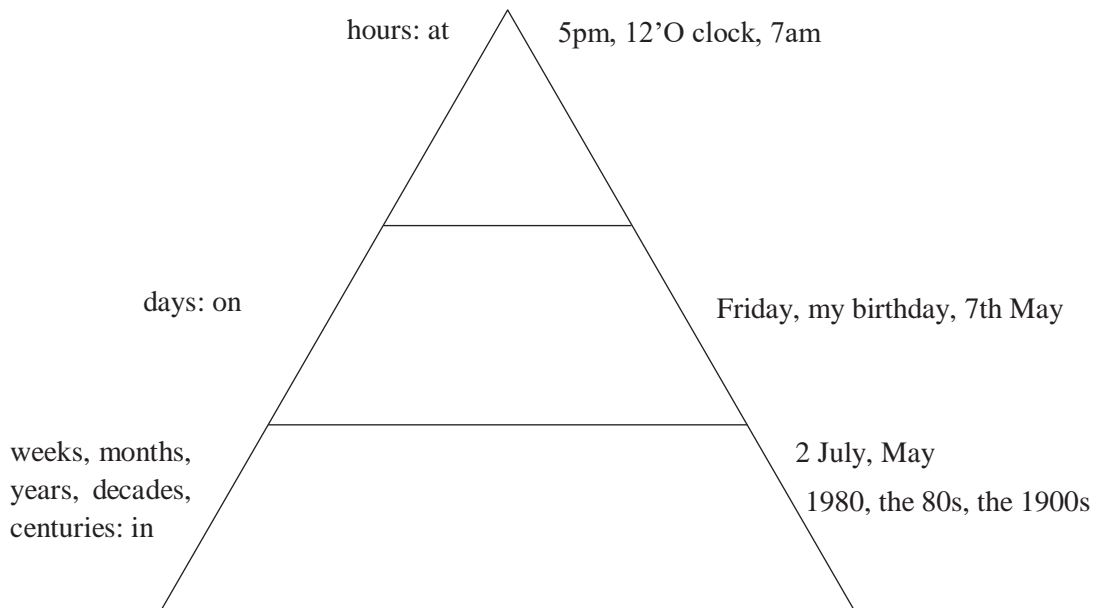 hours: at
5pm, 12’O clock, 7am
days: on
Friday, my birthday, 7th May
weeks, months,
years, decades,
centuries: in
2 July, May
1980, the 80s, the 1900s